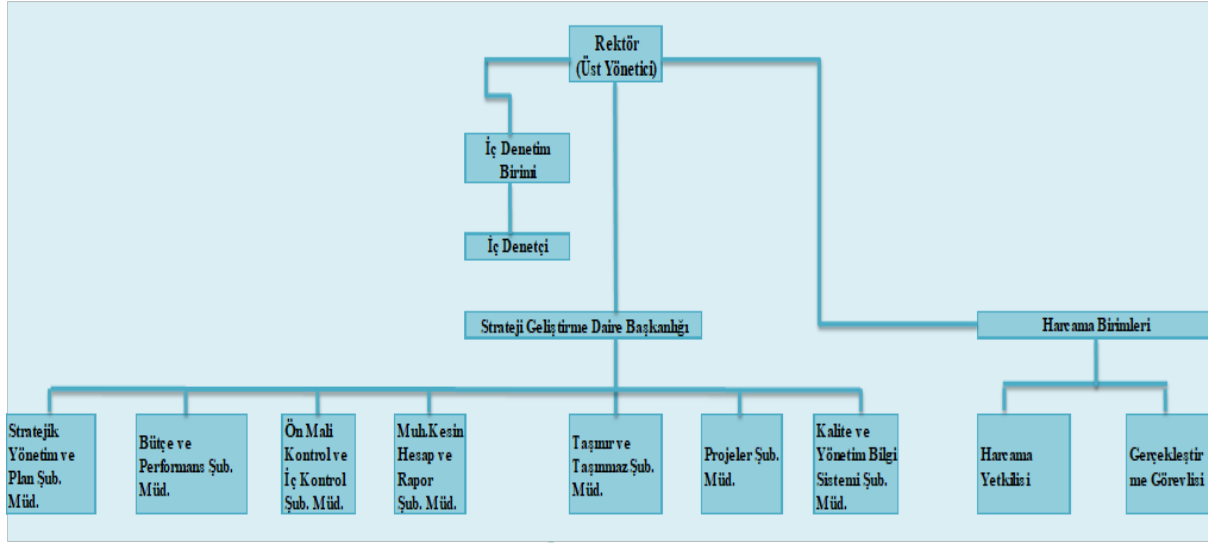 Rektör
(Üst Yönetici)
İç Denetim
Birimi
İç Denetçi
Strateji Geliştirme Daire Başkanlığı
Harcama Birimleri
Stratejik
Yönetim ve
Plan Şub.
Müd.
Bütçe ve
Performans Şub.
Müd.
Ön Mali
Kontrol ve
İç Kontrol
Şub. Müd.
Muh.Kesin
Hesap ve
Rapor
Şub. Müd.
Taşınır ve
Taşınmaz Şub.
Müd.
Projeler Şub.
Müd.
Kalite ve
Yönetim Bilgi
Sistemi Şub.
Müd.
Harcama
Yetkilisi
Gerçekleştir
me Görevlisi